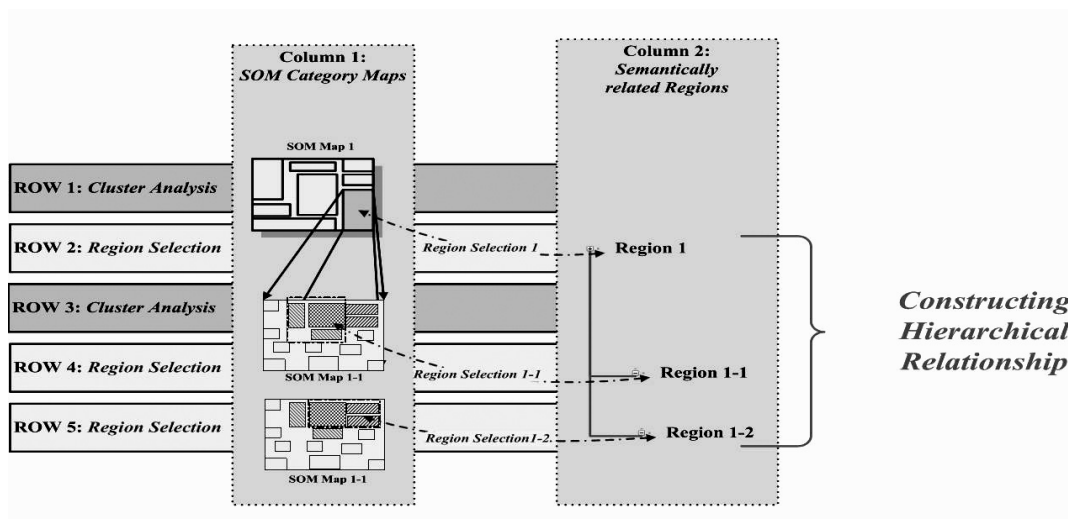 Column 1:
SOM Category Maps
Column 2:
Semantically
related Regions
SOM Map 1
ROW 1: Cluster Analysis
ROW 2: Region Selection
Region Selection 1
Region 1
ROW 3: Cluster Analysis
Constructing
Hierarchical
Relationship
ROW 4: Region Selection
SOM Map 1-1
Region Selection 1-1
Region 1-1
ROW 5: Region Selection
Region Selection1-2.
Region 1-2
SOM Map 1-1